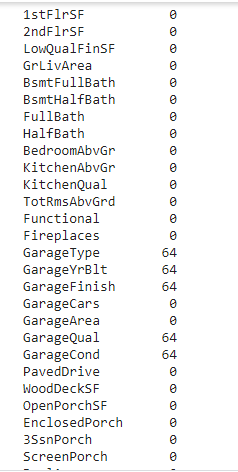 1stFlrSF 0
2ndFlrSF 0
LowQualFinSF 0
GrLivArea 0
BsmtFullBath 0
BsmtHalfBath 0
FullBath 0
HalfBath 0
BedroomAbvGr 0
KitchenAbvGr 0
KitchenQual 0
TotRmsAbvGrd 0
Functional 0
Fireplaces 0
GarageType 64
GarageYrBlt 64
GarageFinish 64
GarageCars 0
GarageArea 0
GarageQual 64
GarageCond 64
PavedDrive 0
WoodDeckSF 0
OpenPorchSF 0
EnclosedPorch 0
3SsnPorch 0
ScreenPorch 0